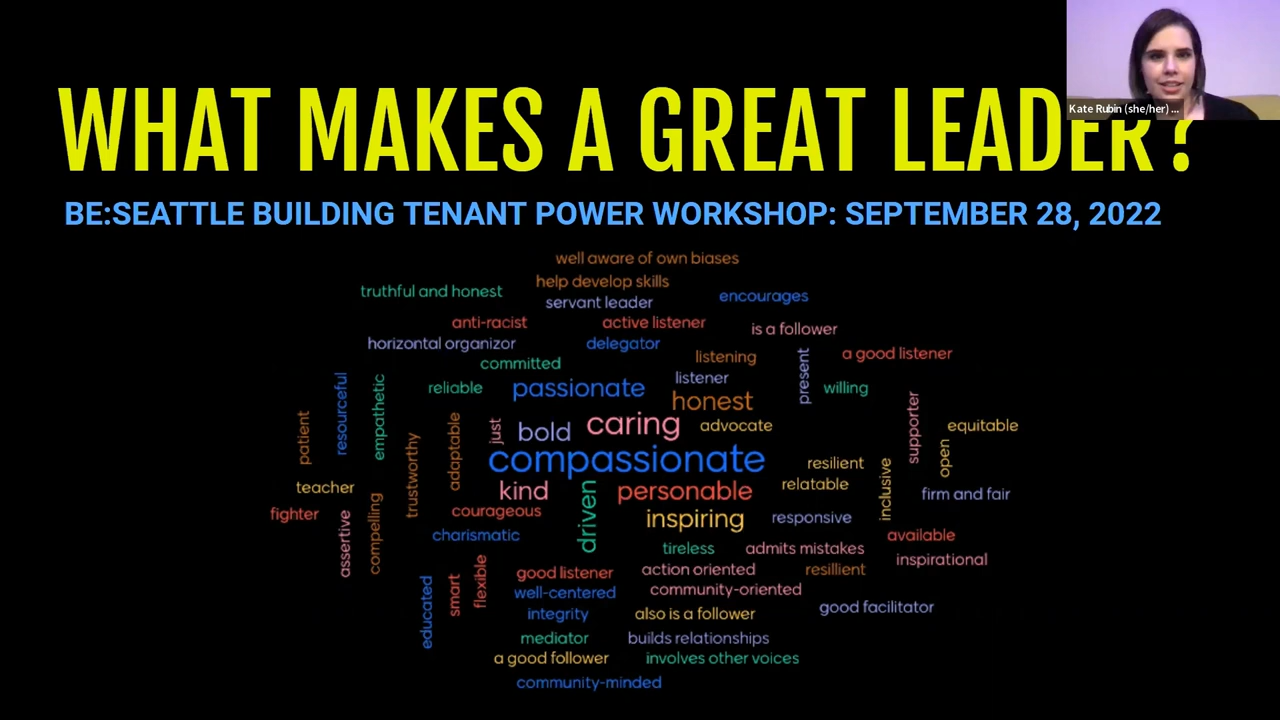 Kate Rubin (she/her) ...
WHAT MAKES A GREAT LEADER?
BE:SEATTLE BUILDING TENANT POWER WORKSHOP: SEPTEMBER 28, 2022
well aware of own biases
help develop skills
truthful and honest
servant leader
encourages
anti-racist
active listener
is a follower
horizontal organizor
delegator
listening
a good listener
committed
present
reliable
passionate
listener
willing
resourceful
empathetic
honest
patient
adaptable
just
bold
caring
advocate
supporter
equitable
trustworthy
compassionate
resilient
open
teacher
kind
driven
personable
relatable
inclusive
firm and fair
fighter
assertive
compelling
courageous
inspiring
responsive
charismatic
tireless
admits mistakes
available
inspirational
educated
smart
flexible
good listener
action oriented
resillient
well-centered
community-oriented
integrity
also is a follower
good facilitator
mediator
builds relationships
a good follower
involves other voices
community-minded